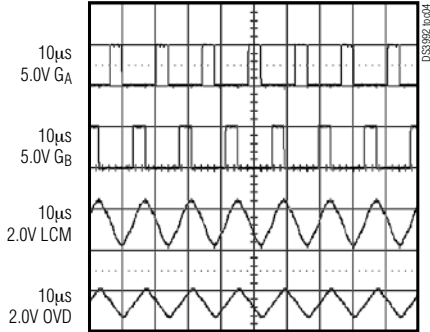 10µs
5.0V GA
10µs
5.0V GB
10µs
2.0V LCM
10µs
2.0V OVD
DS3992 toc04